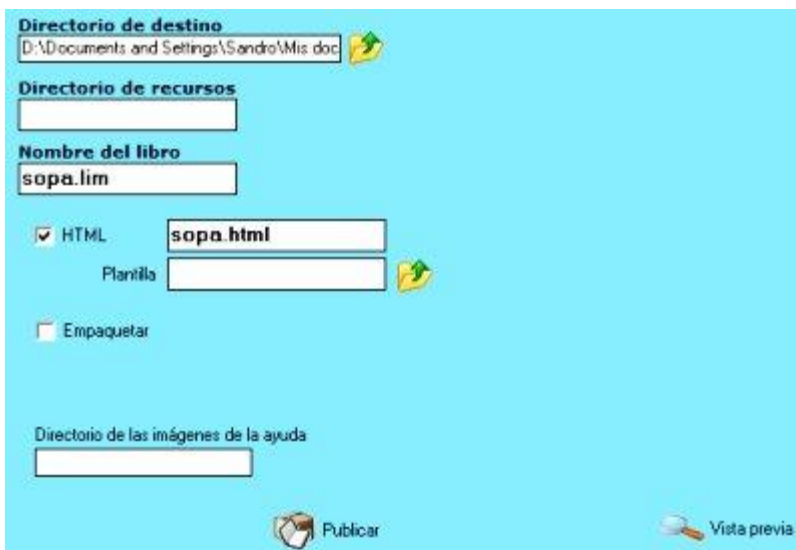 Directorio de destino
D:\Documents and Settings\Sandro\Mis doc
Directorio de recursos
Nombre del libro
sopa.lim
HTML sopa.html
Plantilla
Empaquetar
Directorio de las imágenes de la ayuda
Publicar Vista previa